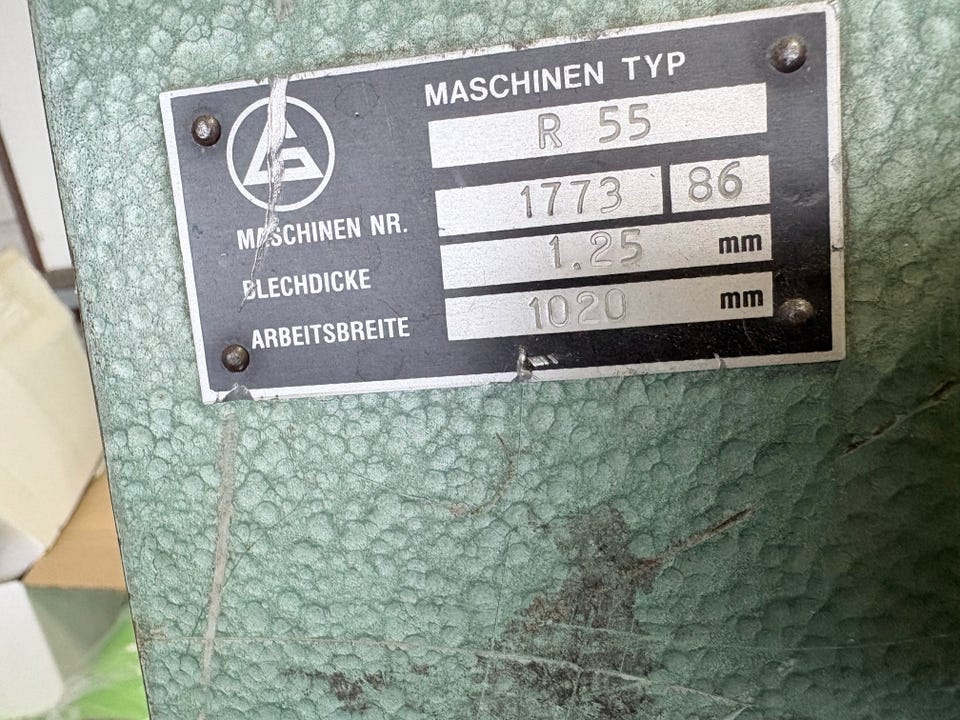 MASCHINEN TYP
R 55
MASCHINEN NR. 1773 86
BLECHDICKE 1.25 mm
ARBEITSBREITE 1020 mm